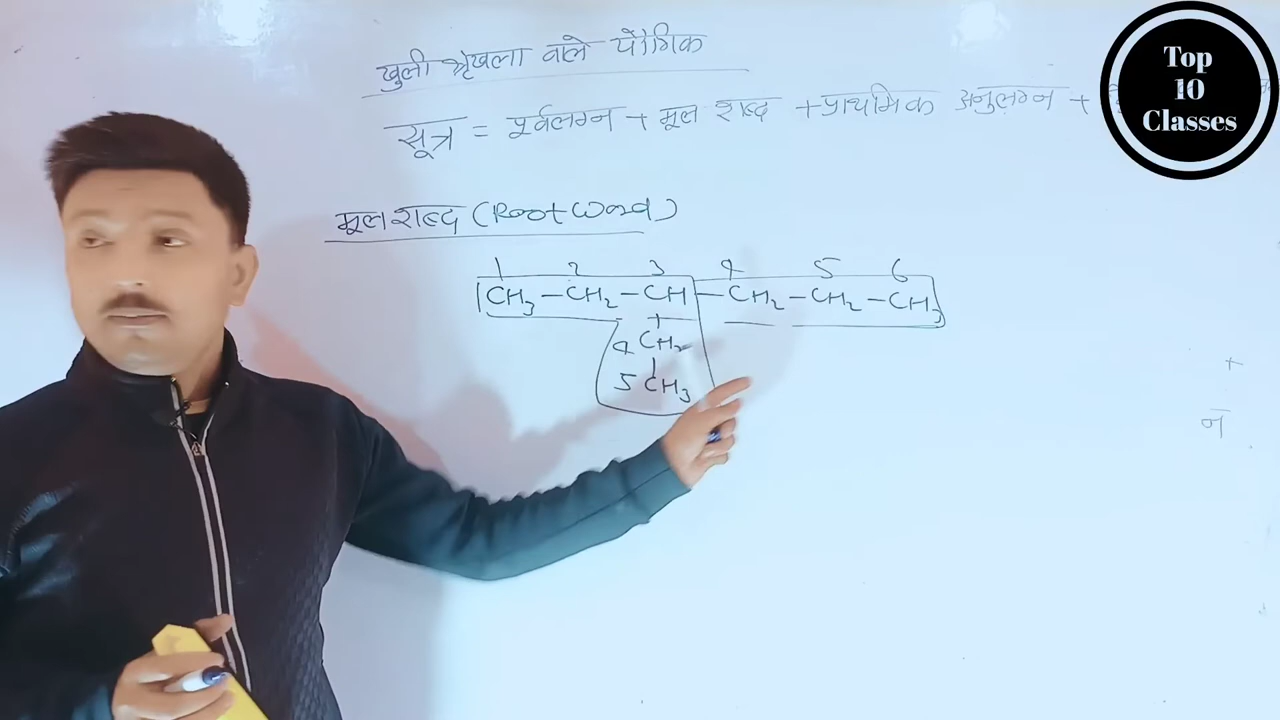 खुली श्रृंखला वाले यौगिक
सूत्र = पूर्वलग्न + मूल शब्द + प्राथमिक अनुलग्न +
Top
10
Classes
मूल शब्द (Root Word)
1 2 3 4 5 6
CH₃ – CH₂ – CH – CH₂ – CH₂ – CH₃
4 CH₂
5 CH₃
+
न